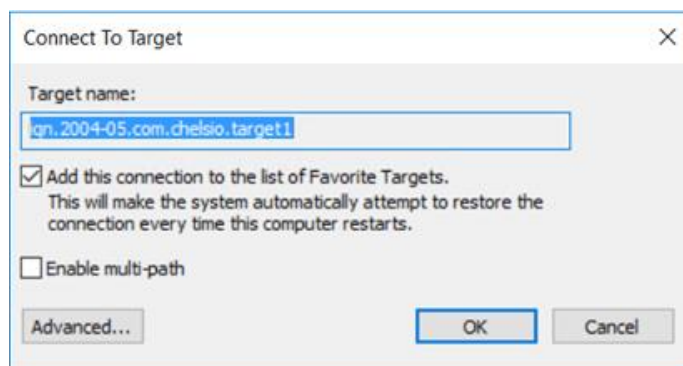 Connect To Target
Target name:
iqn.2004-05.com.chelsio.target1
Add this connection to the list of Favorite Targets.
This will make the system automatically attempt to restore the
connection every time this computer restarts.
Enable multi-path
Advanced...
OK
Cancel